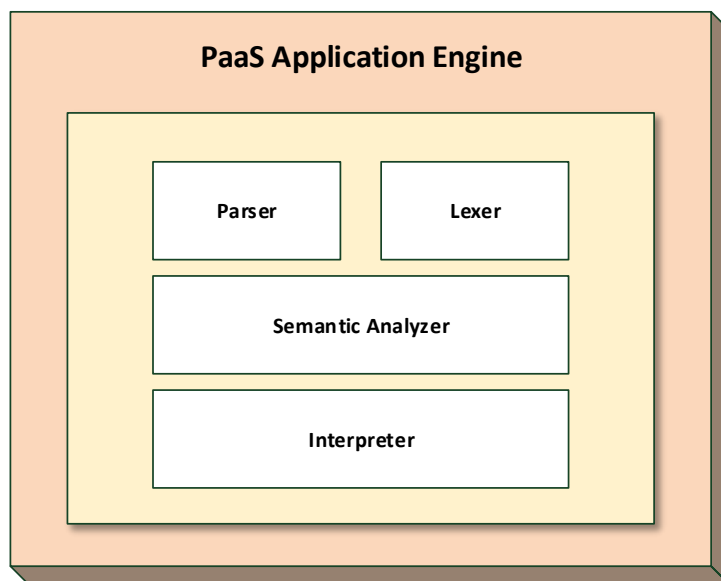 PaaS Application Engine
Parser
Lexer
Semantic Analyzer
Interpreter